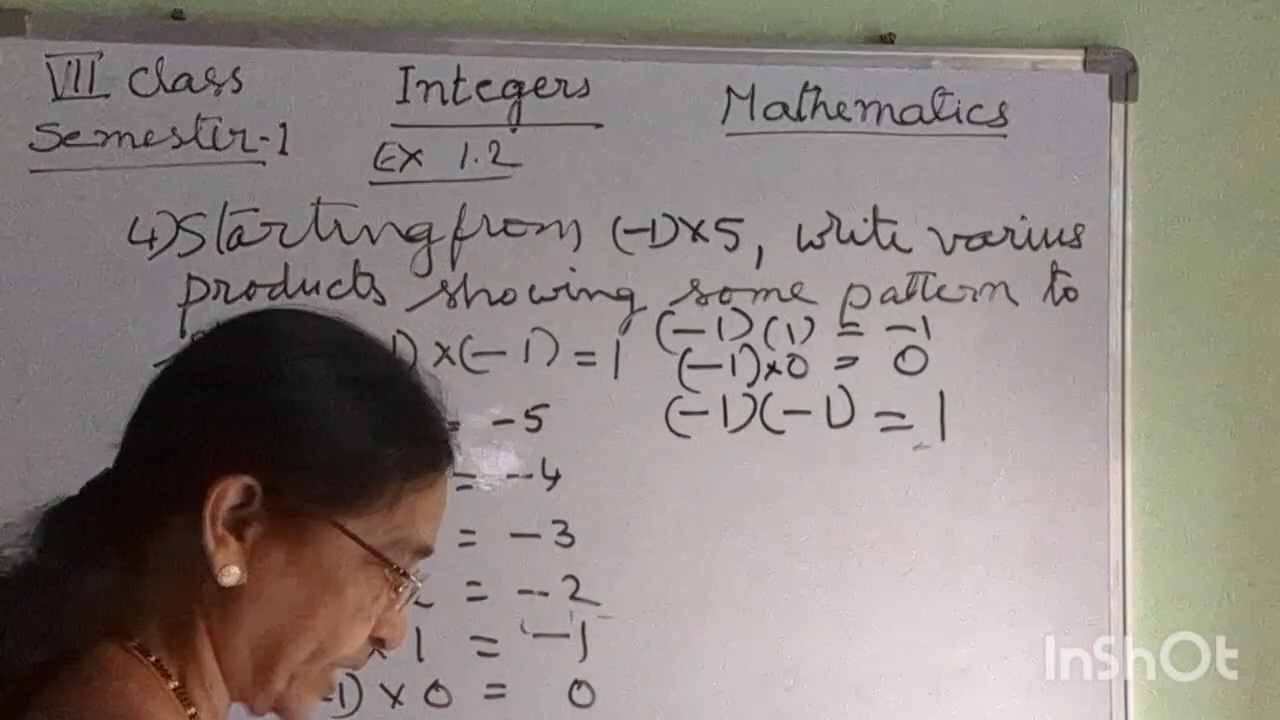 VII class Integers Mathematics
Semester-1 Ex 1.2
4) Starting from (-1)×5, write varius
products showing some pattern to
1)×(-1)=1 (-1)(1) = -1
(-1)×0 = 0
= -5 (-1)(-1) = 1
= -4
= -3
2 = -2
× 1 = -1
-1) × 0 = 0
InShOt